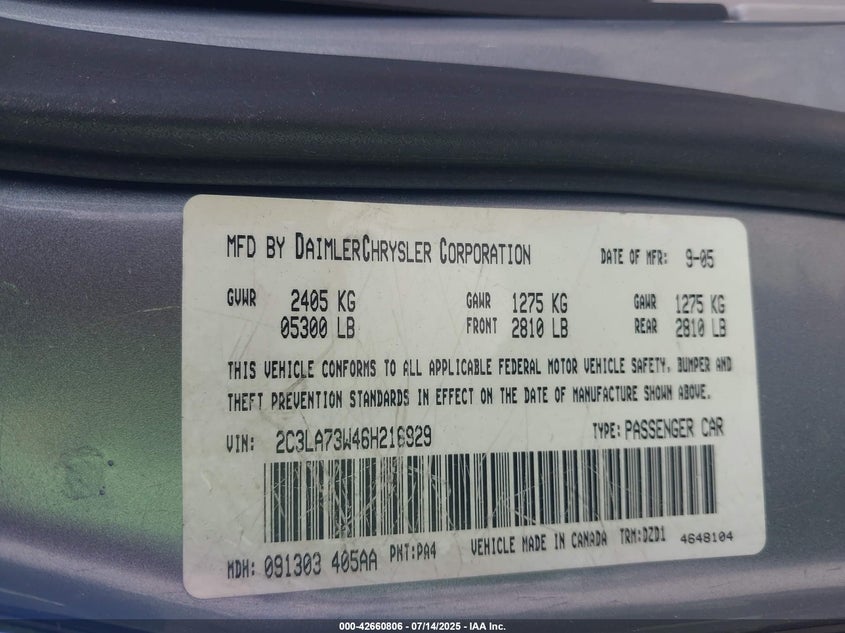 MFD BY DAIMLERCHRYSLER CORPORATION DATE OF MFR: 9-05
GVWR 2405 KG GAWR 1275 KG GAWR 1275 KG
05300 LB FRONT 2810 LB REAR 2810 LB
THIS VEHICLE CONFORMS TO ALL APPLICABLE FEDERAL MOTOR VEHICLE SAFETY, BUMPER AND
THEFT PREVENTION STANDARDS IN EFFECT ON THE DATE OF MANUFACTURE SHOWN ABOVE.
VIN: 2C3LA73W46H216929 TYPE: PASSENGER CAR
MDH: 091303 405AA PNT: PA4 VEHICLE MADE IN CANADA TRM: DZD1 4648104
000-42660806 - 07/14/2025 - IAA Inc.